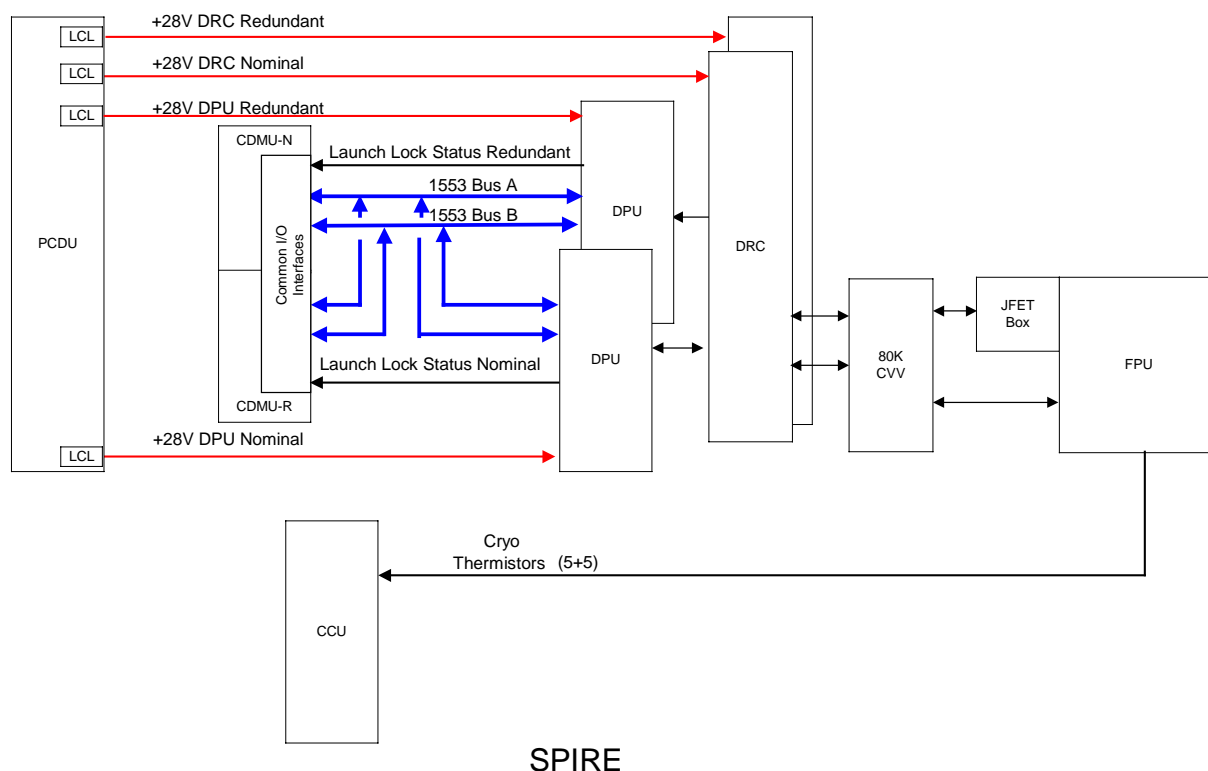 +28V DRC Redundant
LCL
+28V DRC Nominal
LCL
+28V DPU Redundant
LCL
CDMU-N
Launch Lock Status Redundant
1553 Bus A
DPU
1553 Bus B
PCDU
Common I/O
Interfaces
DRC
JFET
Box
80K
CVV
FPU
DPU
Launch Lock Status Nominal
CDMU-R
+28V DPU Nominal
LCL
Cryo
Thermistors (5+5)
CCU
SPIRE